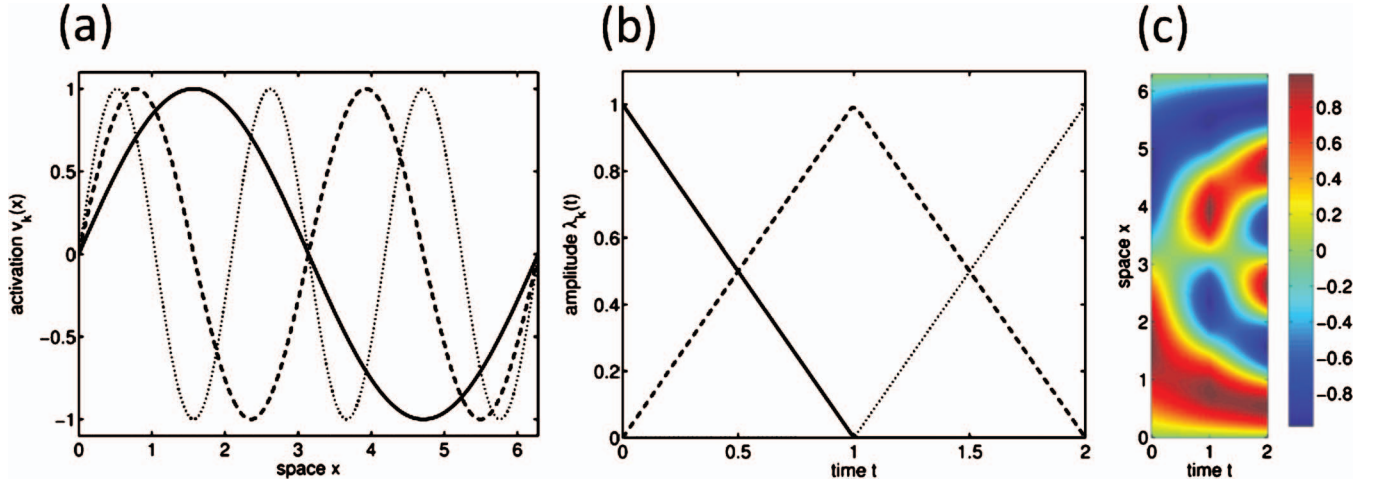 (a)
1
0.5
0
−0.5
−1
0 1 2 3 4 5 6
activation v_k(x)
space x
(b)
1
0.8
0.6
0.4
0.2
0
0 0.5 1 1.5 2
amplitude λ_k(t)
time t
(c)
6
5
4
3
2
1
0
0 1 2
space x
time t
0.8
0.6
0.4
0.2
0
−0.2
−0.4
−0.6
−0.8